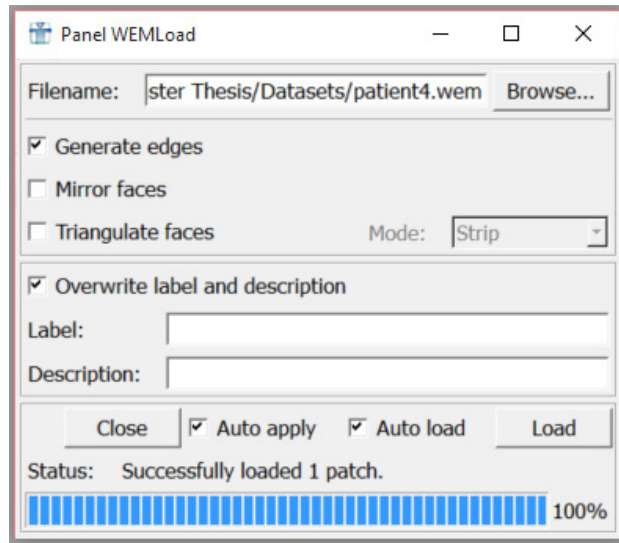 Panel WEMLoad
Filename: ster Thesis/Datasets/patient4.wem Browse...
Generate edges
Mirror faces
Triangulate faces Mode: Strip
Overwrite label and description
Label:
Description:
Close Auto apply Auto load Load
Status: Successfully loaded 1 patch.
100%